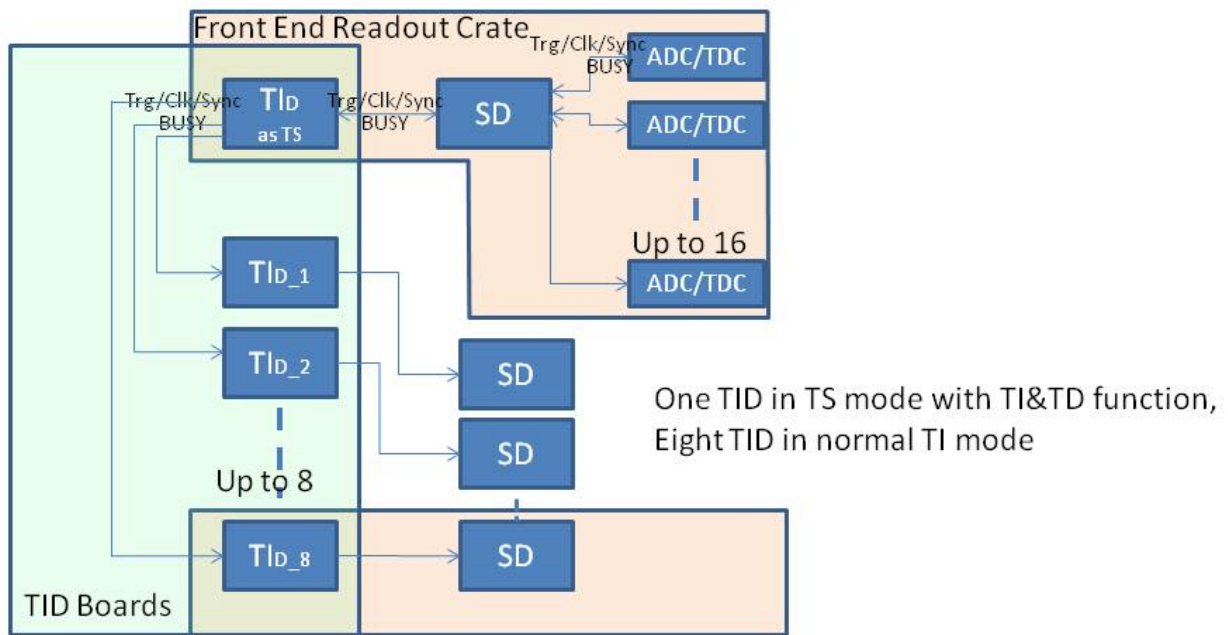 Front End Readout Crate
Trg/Clk/Sync
BUSY
ADC/TDC
TID
as TS
Trg/Clk/Sync
BUSY
Trg/Clk/Sync
BUSY
SD
ADC/TDC
Up to 16
ADC/TDC
TID_1
TID_2
SD
SD
One TID in TS mode with TI&TD function,
Eight TID in normal TI mode
Up to 8
TID_8
SD
TID Boards